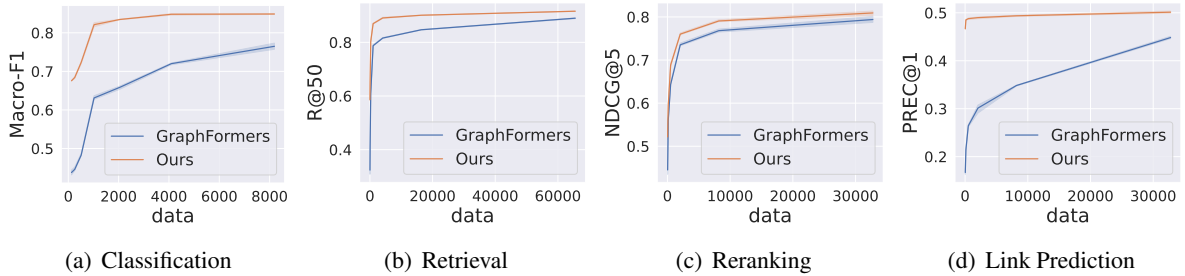 Macro-F1
0.8
0.7
0.6
0.5
GraphFormers
Ours
0 2000 4000 6000 8000
data
(a) Classification
R@50
0.8
0.6
0.4
GraphFormers
Ours
0 20000 40000 60000
data
(b) Retrieval
NDCG@5
0.8
0.7
0.6
0.5
GraphFormers
Ours
0 10000 20000 30000
data
(c) Reranking
PREC@1
0.5
0.4
0.3
0.2
GraphFormers
Ours
0 10000 20000 30000
data
(d) Link Prediction